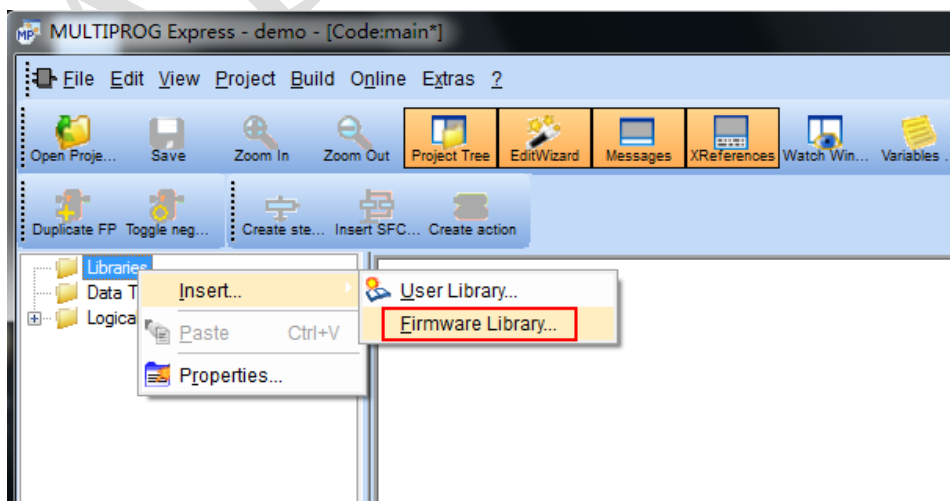 MULTIPROG Express - demo - [Code:main*]
File Edit View Project Build Online Extras ?
Open Proje... Save Zoom In Zoom Out Project Tree EditWizard Messages XReferences Watch Win... Variables .
Duplicate FP Toggle neg... Create ste... Insert SFC... Create action
Libraries
Data T
Logica
Insert...
Paste Ctrl+V
Properties...
User Library...
Firmware Library...